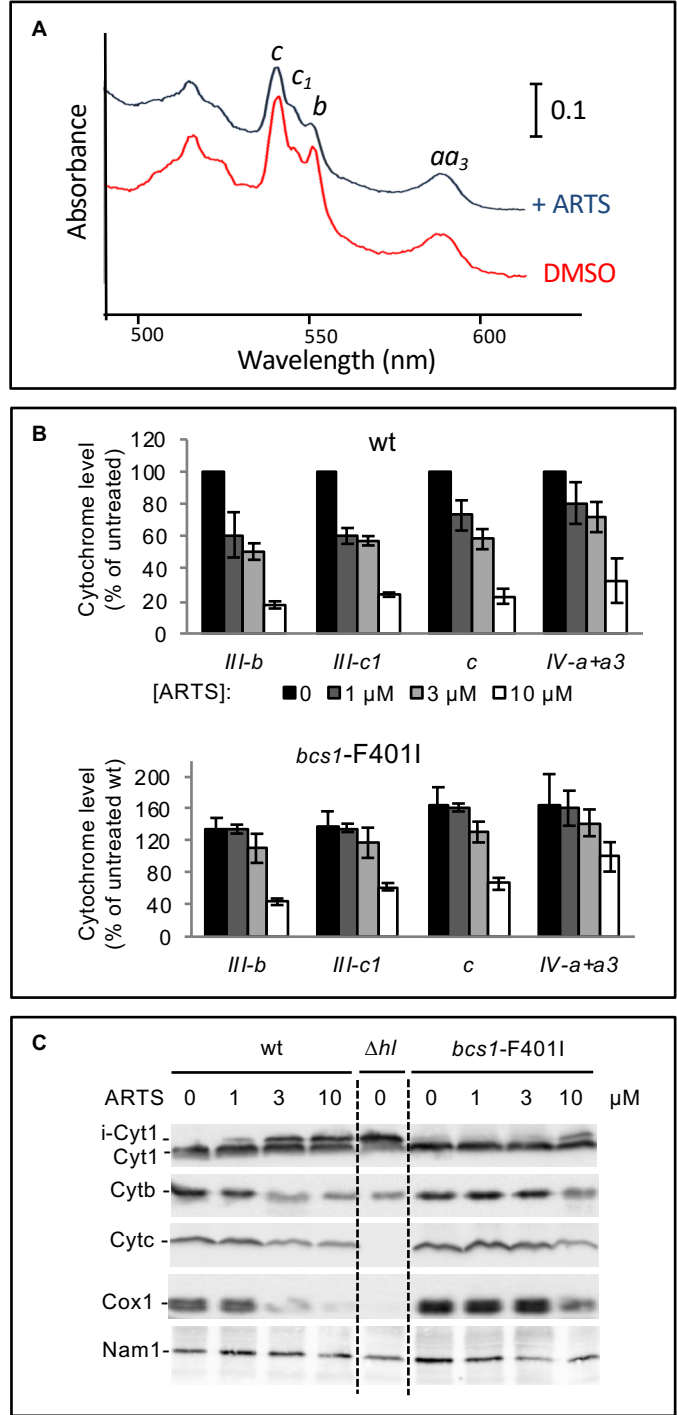 A
c
c1
b
0.1
aa3
+ ARTS
DMSO
Absorbance
500 550 600
Wavelength (nm)
B
wt
Cytochrome level
(% of untreated)
120
100
80
60
40
20
0
III-b III-c1 c IV-a+a3
[ARTS]: 0 1 µM 3 µM 10 µM
bcs1-F401I
Cytochrome level
(% of untreated wt)
200
160
120
80
40
0
III-b III-c1 c IV-a+a3
C
wt Δhl bcs1-F401I
ARTS 0 1 3 10 0 0 1 3 10 µM
i-Cyt1
Cyt1
Cytb
Cytc
Cox1
Nam1